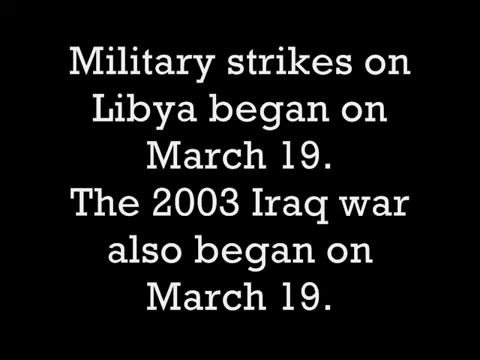 Military strikes on
Libya began on
March 19.
The 2003 Iraq war
also began on
March 19.